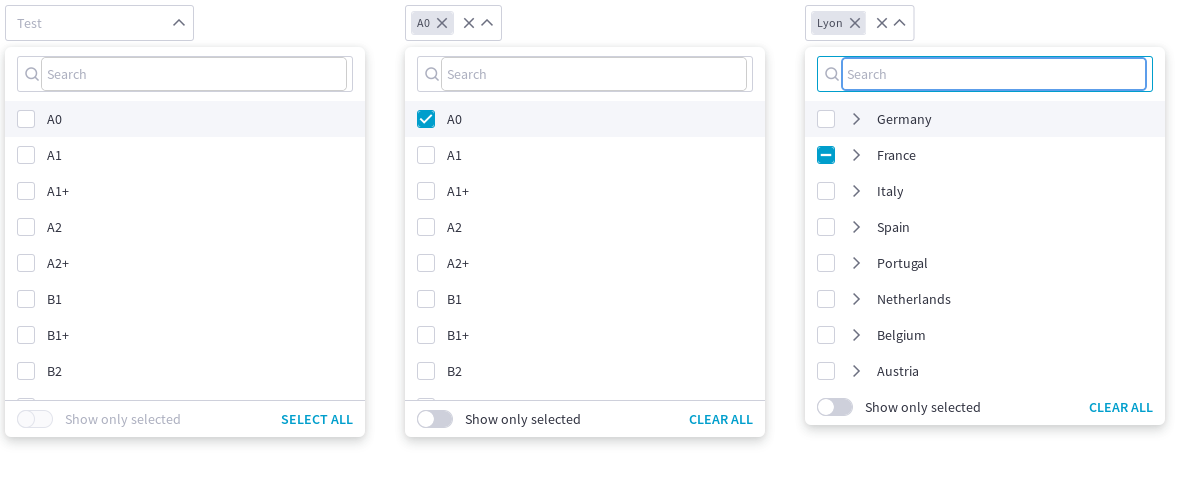 Test
Search
A0
A1
A1+
A2
A2+
B1
B1+
B2
Show only selected SELECT ALL
A0
Search
A0
A1
A1+
A2
A2+
B1
B1+
B2
Show only selected CLEAR ALL
Lyon
Search
Germany
France
Italy
Spain
Portugal
Netherlands
Belgium
Austria
Show only selected CLEAR ALL